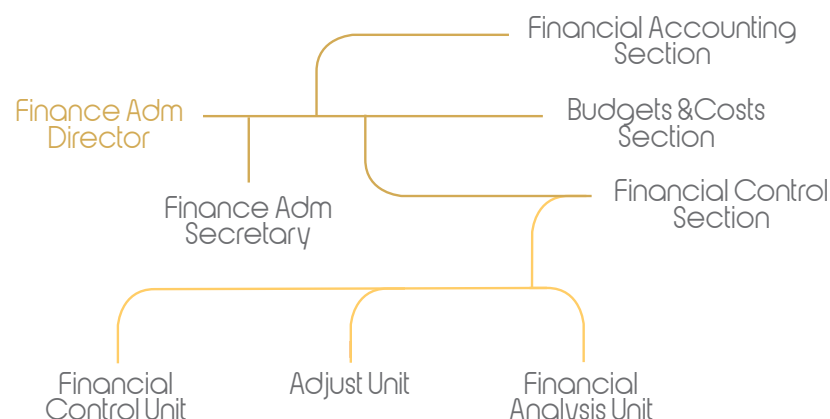 Financial Accounting
Section
Finance Adm
Director
Budgets &Costs
Section
Finance Adm
Secretary
Financial Control
Section
Financial
Control Unit
Adjust Unit
Financial
Analysis Unit